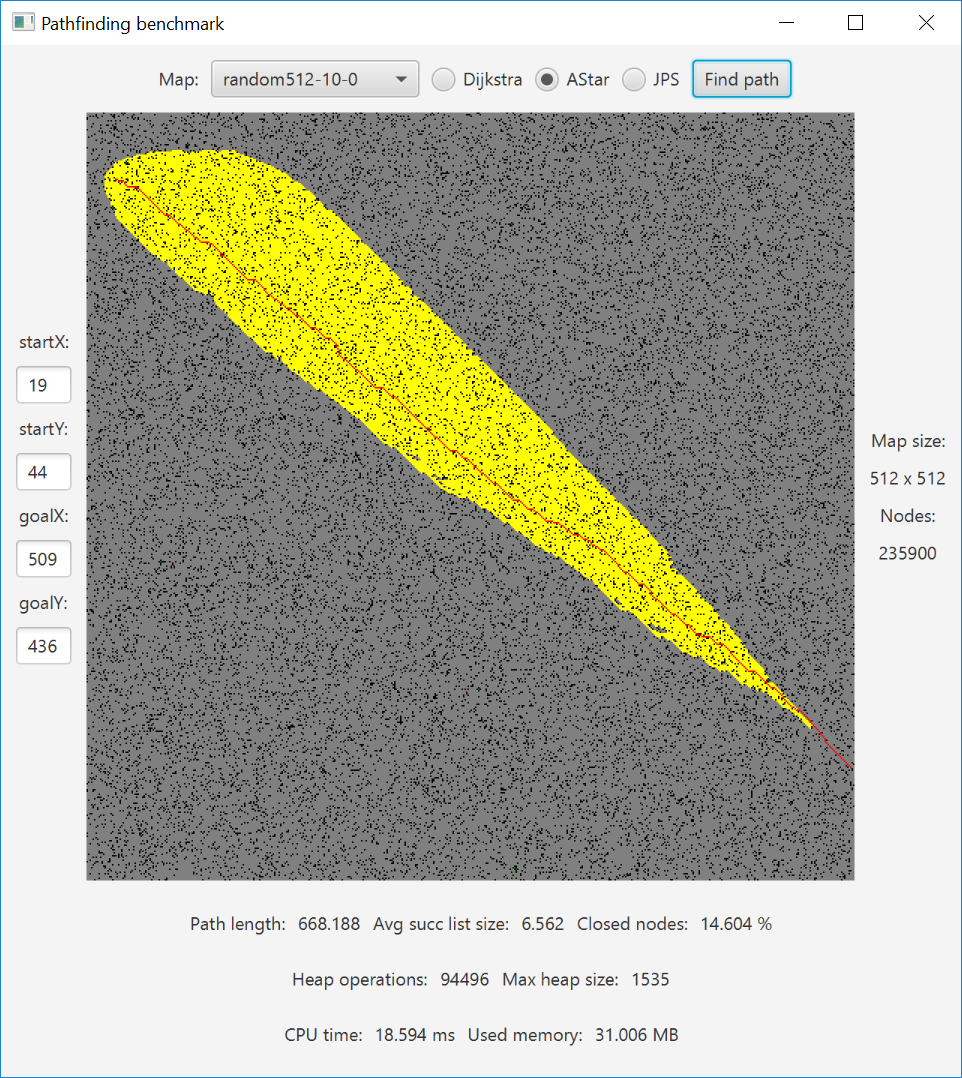 Pathfinding benchmark
Map: random512-10-0 Dijkstra AStar JPS Find path
startX:
19
startY:
44
goalX:
509
goalY:
436
Map size:
512 x 512
Nodes:
235900
Path length: 668.188 Avg succ list size: 6.562 Closed nodes: 14.604 %
Heap operations: 94496 Max heap size: 1535
CPU time: 18.594 ms Used memory: 31.006 MB